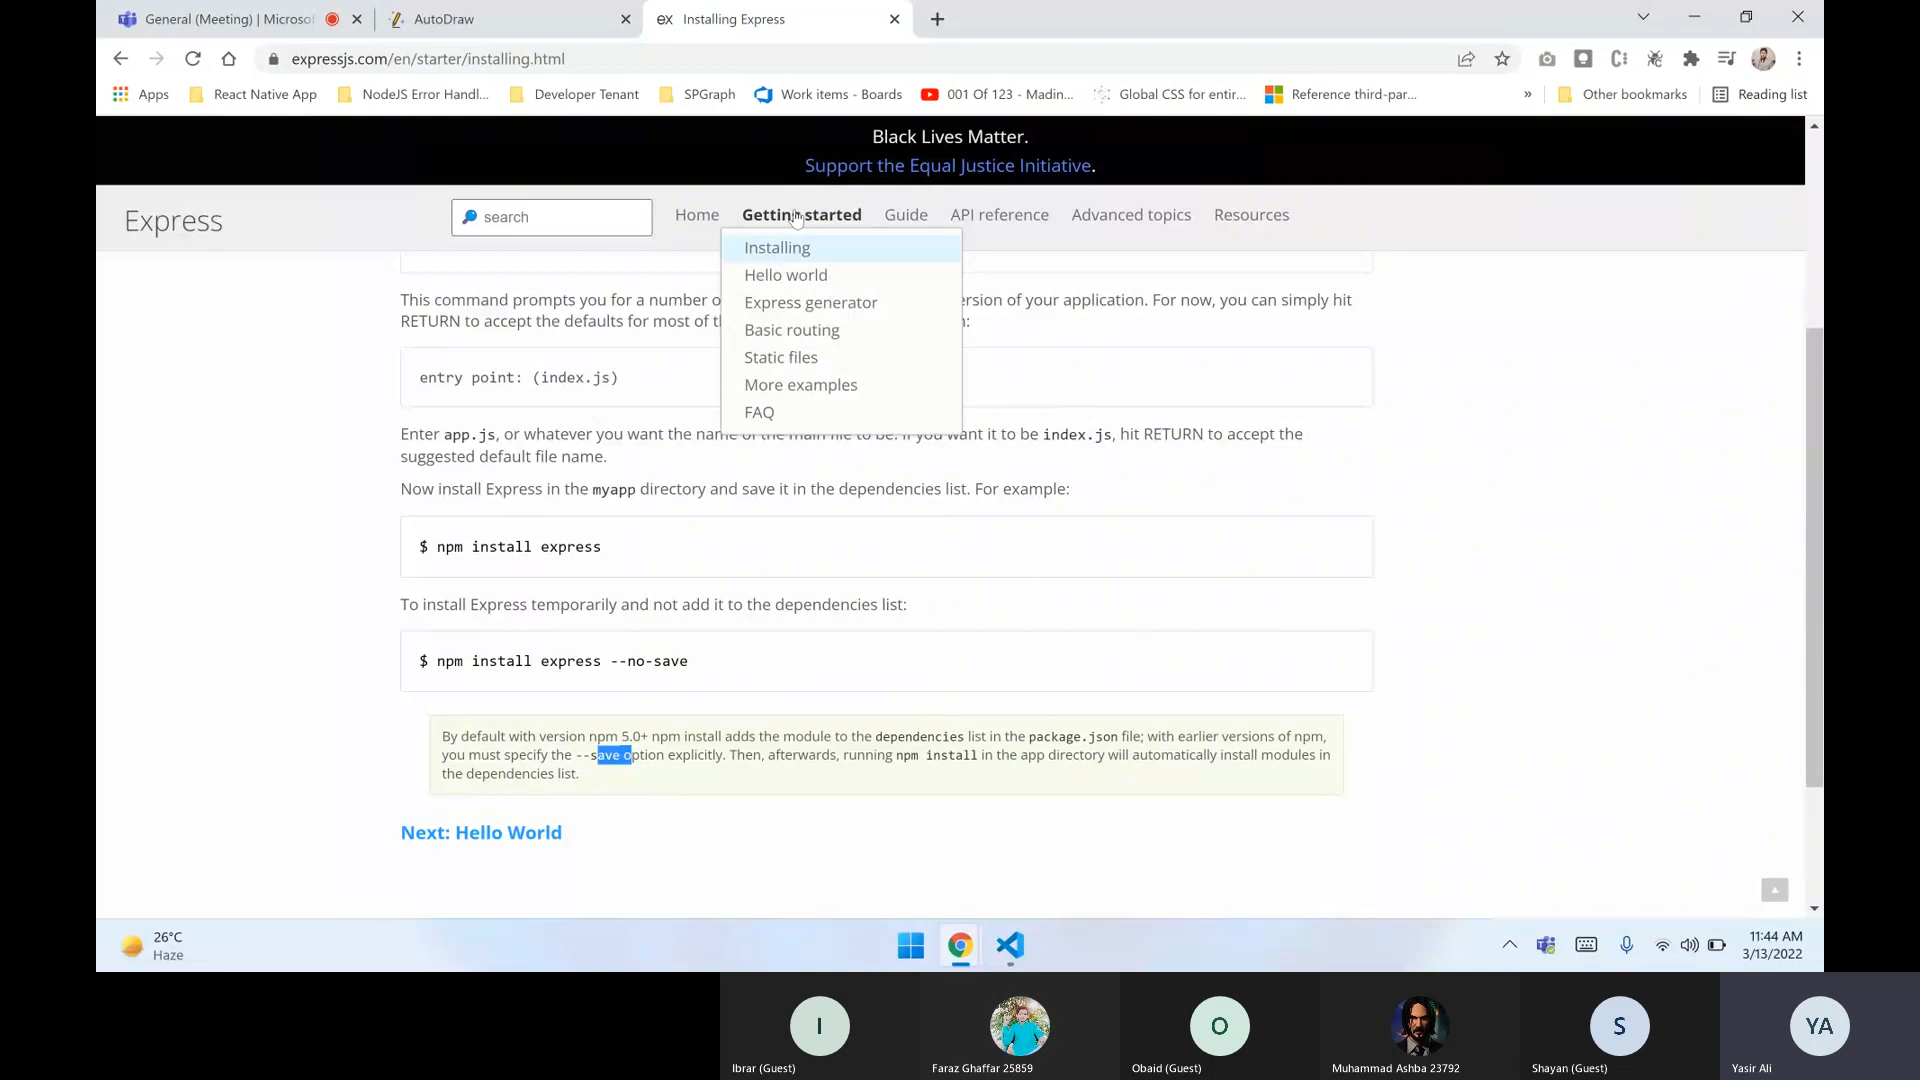 General (Meeting) | Microsof
AutoDraw
ex Installing Express
expressjs.com/en/starter/installing.html
Apps
React Native App
NodeJS Error Handl...
Developer Tenant
SPGraph
Work items - Boards
001 Of 123 - Madin...
Global CSS for entir...
Reference third-par...
»
Other bookmarks
Reading list
Black Lives Matter.
Support the Equal Justice Initiative.
Express
search
Home
Getting started
Guide
API reference
Advanced topics
Resources
Installing
Hello world
Express generator
Basic routing
Static files
More examples
FAQ
This command prompts you for a number o ersion of your application. For now, you can simply hit
RETURN to accept the defaults for most of t :
entry point: (index.js)
Enter app.js, or whatever you want the name of the main file to be. If you want it to be index.js, hit RETURN to accept the
suggested default file name.
Now install Express in the myapp directory and save it in the dependencies list. For example:
$ npm install express
To install Express temporarily and not add it to the dependencies list:
$ npm install express --no-save
By default with version npm 5.0+ npm install adds the module to the dependencies list in the package.json file; with earlier versions of npm,
you must specify the --save option explicitly. Then, afterwards, running npm install in the app directory will automatically install modules in
the dependencies list.
Next: Hello World
26°C
Haze
11:44 AM
3/13/2022
I
O
S
YA
Ibrar (Guest)
Faraz Ghaffar 25859
Obaid (Guest)
Muhammad Ashba 23792
Shayan (Guest)
Yasir Ali